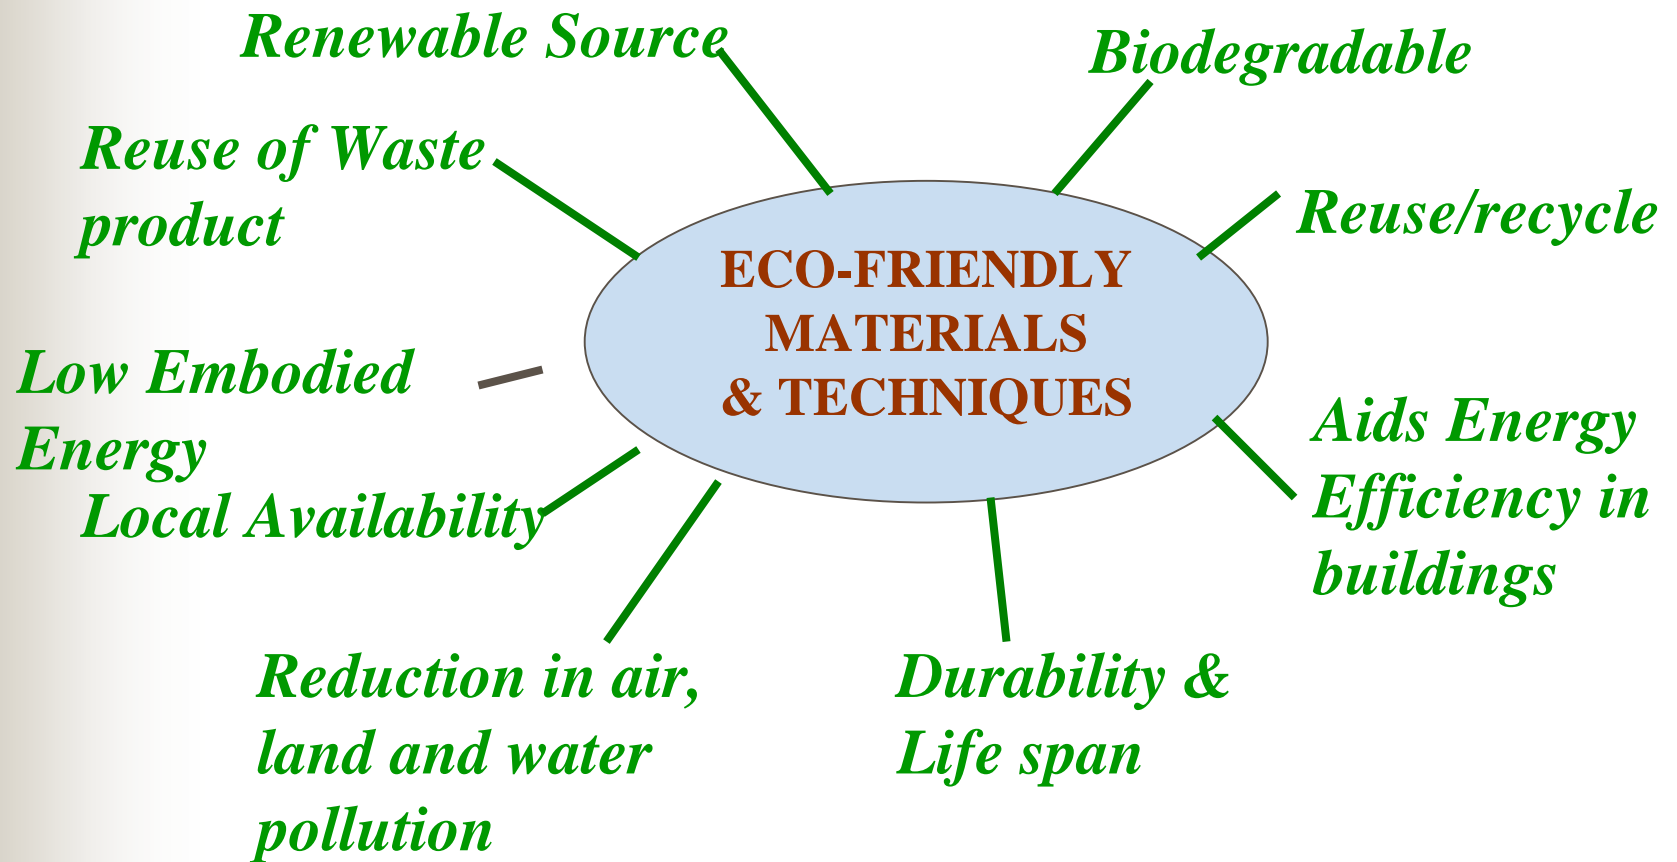 Renewable Source
Biodegradable
Reuse of Waste
product
Reuse/recycle
ECO-FRIENDLY
MATERIALS
& TECHNIQUES
Low Embodied
Energy
Local Availability
Aids Energy
Efficiency in
buildings
Reduction in air,
land and water
pollution
Durability &
Life span